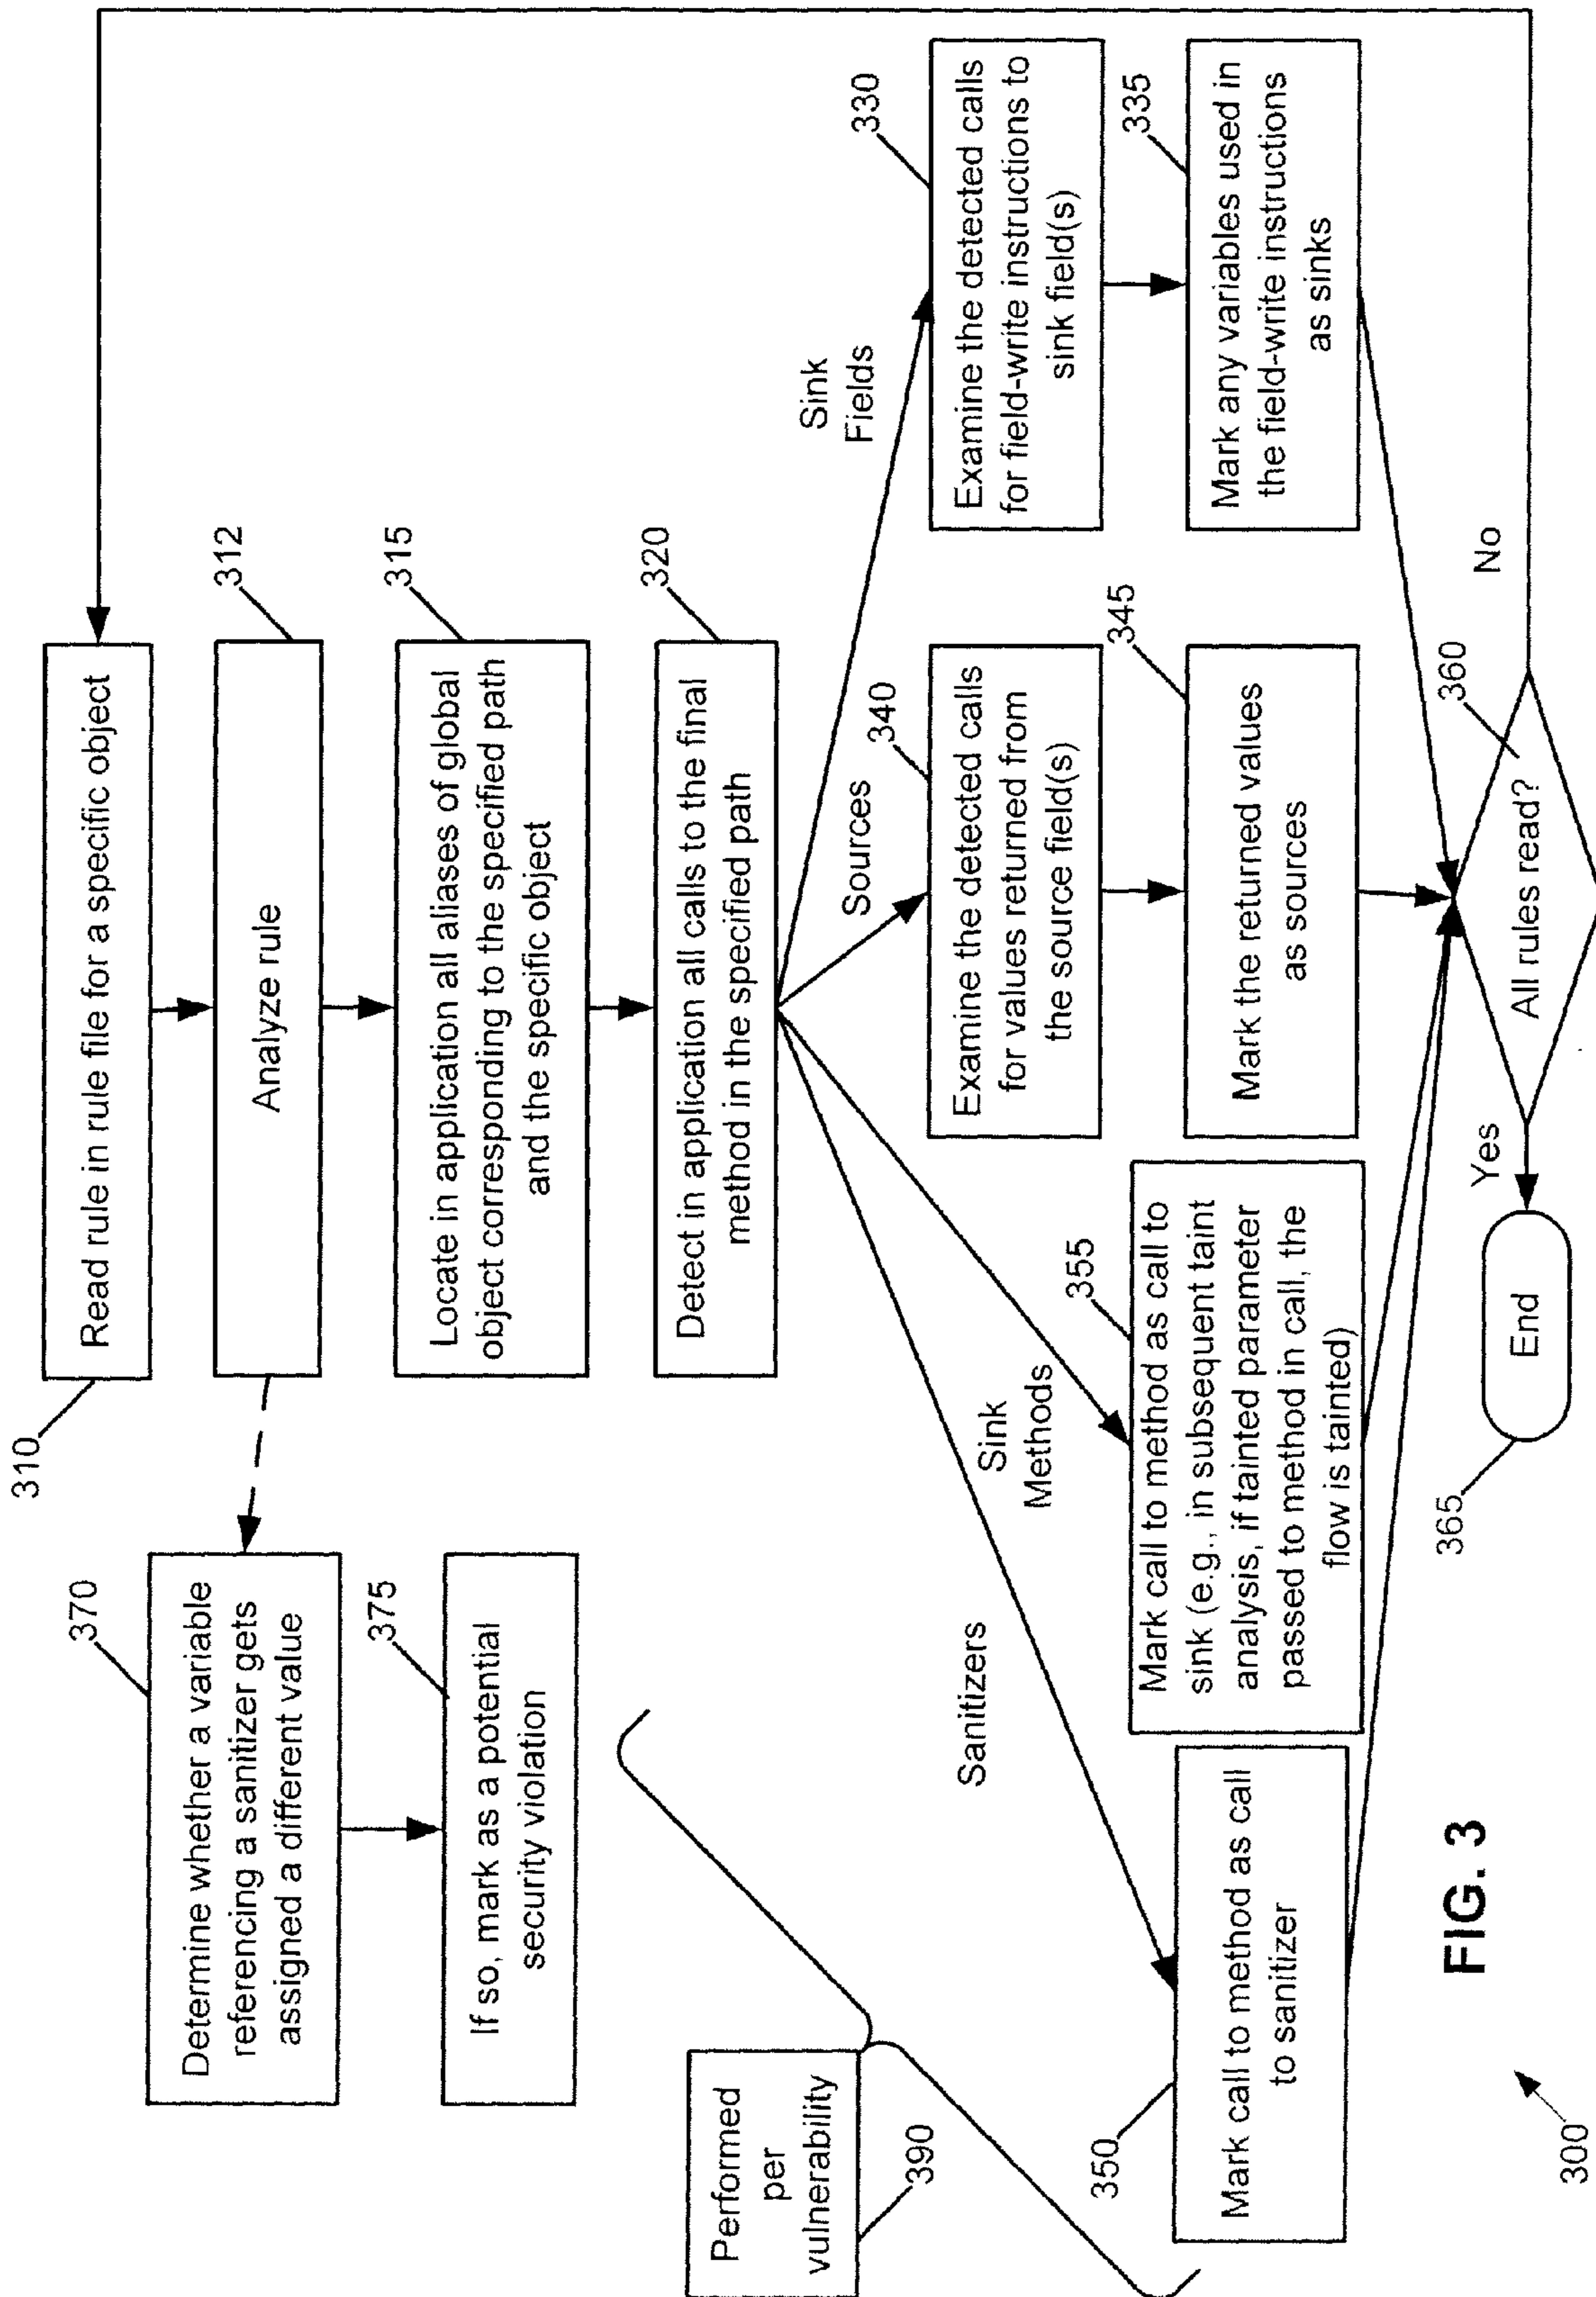 310
Read rule in rule file for a specific object
312
Analyze rule
315
Locate in application all aliases of global
object corresponding to the specified path
and the specific object
320
Detect in application all calls to the final
method in the specified path
370
Determine whether a variable
referencing a sanitizer gets
assigned a different value
375
If so, mark as a potential
security violation
Performed
per
vulnerability
390
Sanitizers
Sink
Methods
Sources
Sink
Fields
350
Mark call to method as call
to sanitizer
355
Mark call to method as call to
sink (e.g., in subsequent taint
analysis, if tainted parameter
passed to method in call, the
flow is tainted)
340
Examine the detected calls
for values returned from
the source field(s)
345
Mark the returned values
as sources
330
Examine the detected calls
for field-write instructions to
sink field(s)
335
Mark any variables used in
the field-write instructions
as sinks
360
All rules read?
No
Yes
End
365
FIG. 3
300